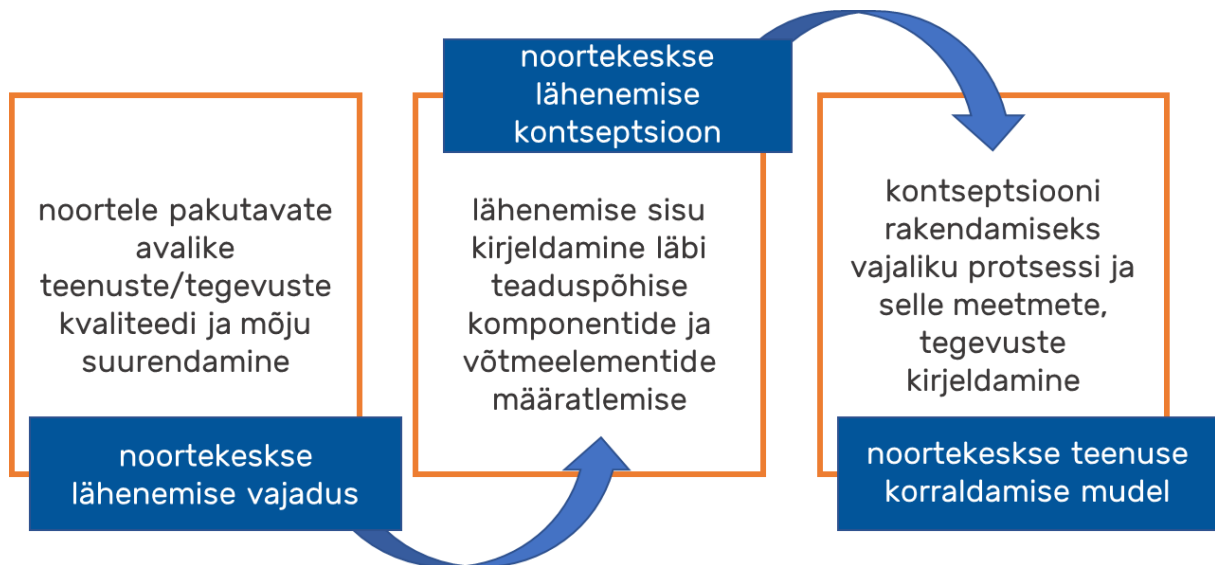 noortele pakutavate
avalike
teenuste/tegevuste
kvaliteedi ja mõju
suurendamine
noortekeskse
lähenemise vajadus
noortekeskse
lähenemise
kontseptsioon
lähenemise sisu
kirjeldamine läbi
teaduspõhise
komponentide ja
võtmeelementide
määratlemise
kontseptsiooni
rakendamiseks
vajaliku protsessi ja
selle meetmete,
tegevuste
kirjeldamine
noortekeskse teenuse
korraldamise mudel